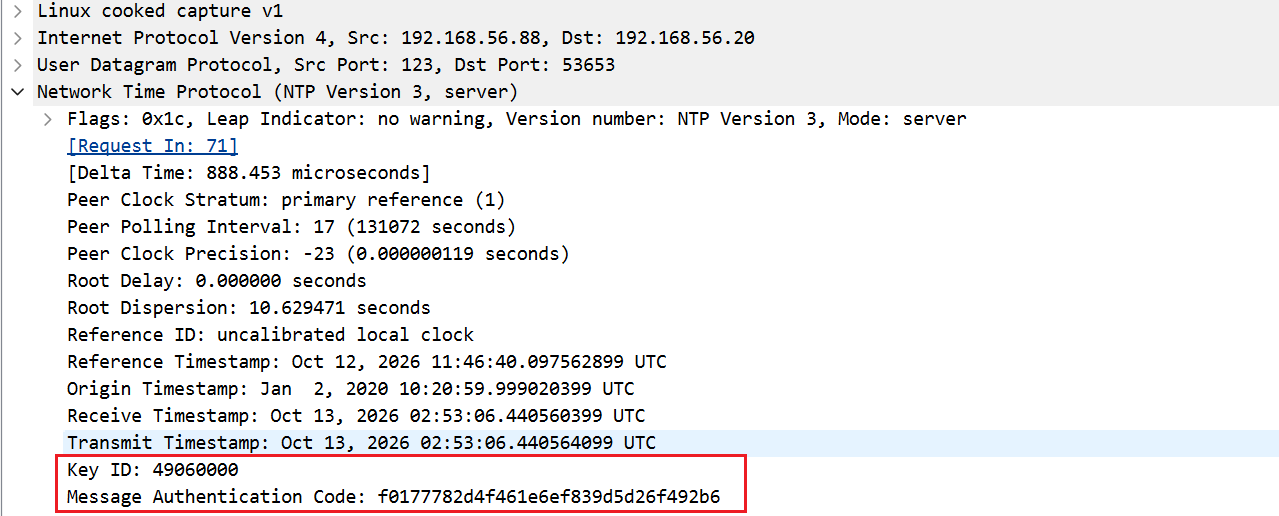 Linux cooked capture v1
Internet Protocol Version 4, Src: 192.168.56.88, Dst: 192.168.56.20
User Datagram Protocol, Src Port: 123, Dst Port: 53653
Network Time Protocol (NTP Version 3, server)
Flags: 0x1c, Leap Indicator: no warning, Version number: NTP Version 3, Mode: server
[Request In: 71]
[Delta Time: 888.453 microseconds]
Peer Clock Stratum: primary reference (1)
Peer Polling Interval: 17 (131072 seconds)
Peer Clock Precision: -23 (0.000000119 seconds)
Root Delay: 0.000000 seconds
Root Dispersion: 10.629471 seconds
Reference ID: uncalibrated local clock
Reference Timestamp: Oct 12, 2026 11:46:40.097562899 UTC
Origin Timestamp: Jan  2, 2020 10:20:59.999020399 UTC
Receive Timestamp: Oct 13, 2026 02:53:06.440560399 UTC
Transmit Timestamp: Oct 13, 2026 02:53:06.440564099 UTC
Key ID: 49060000
Message Authentication Code: f0177782d4f461e6ef839d5d26f492b6